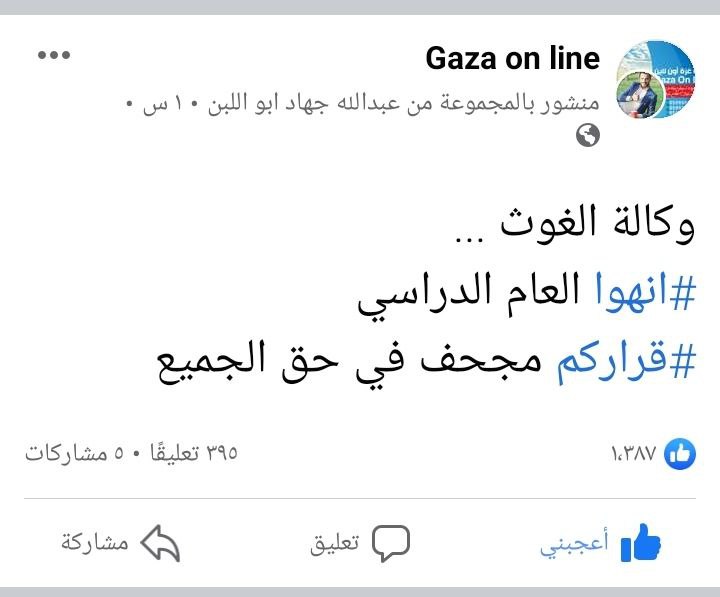 Gaza on line
منشور بالمجموعة من عبدالله جهاد ابو اللبن • ١ س •
وكالة الغوث ...
#انهوا العام الدراسي
#قراركم مجحف في حق الجميع
١،٣٨٧
٣٩٥ تعليقًا • ٥ مشاركات
أعجبني
تعليق
مشاركة